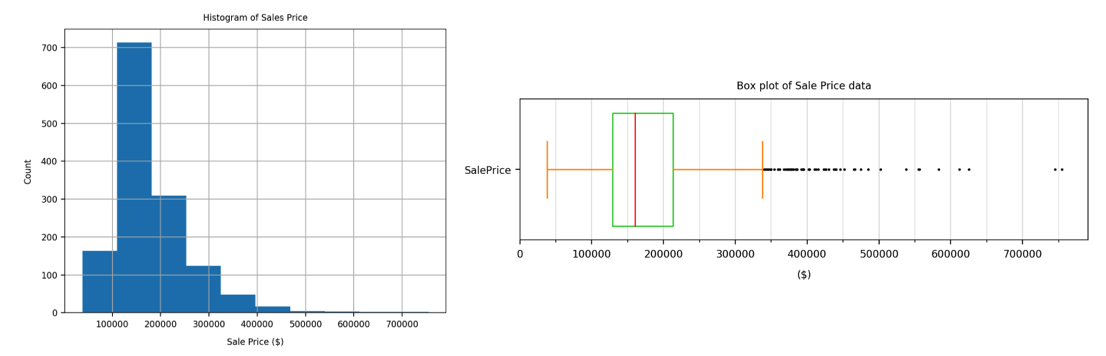 Histogram of Sales Price
700
600
500
400
300
200
100
0
Count
100000 200000 300000 400000 500000 600000 700000
Sale Price ($)
Box plot of Sale Price data
SalePrice
0 100000 200000 300000 400000 500000 600000 700000
($)